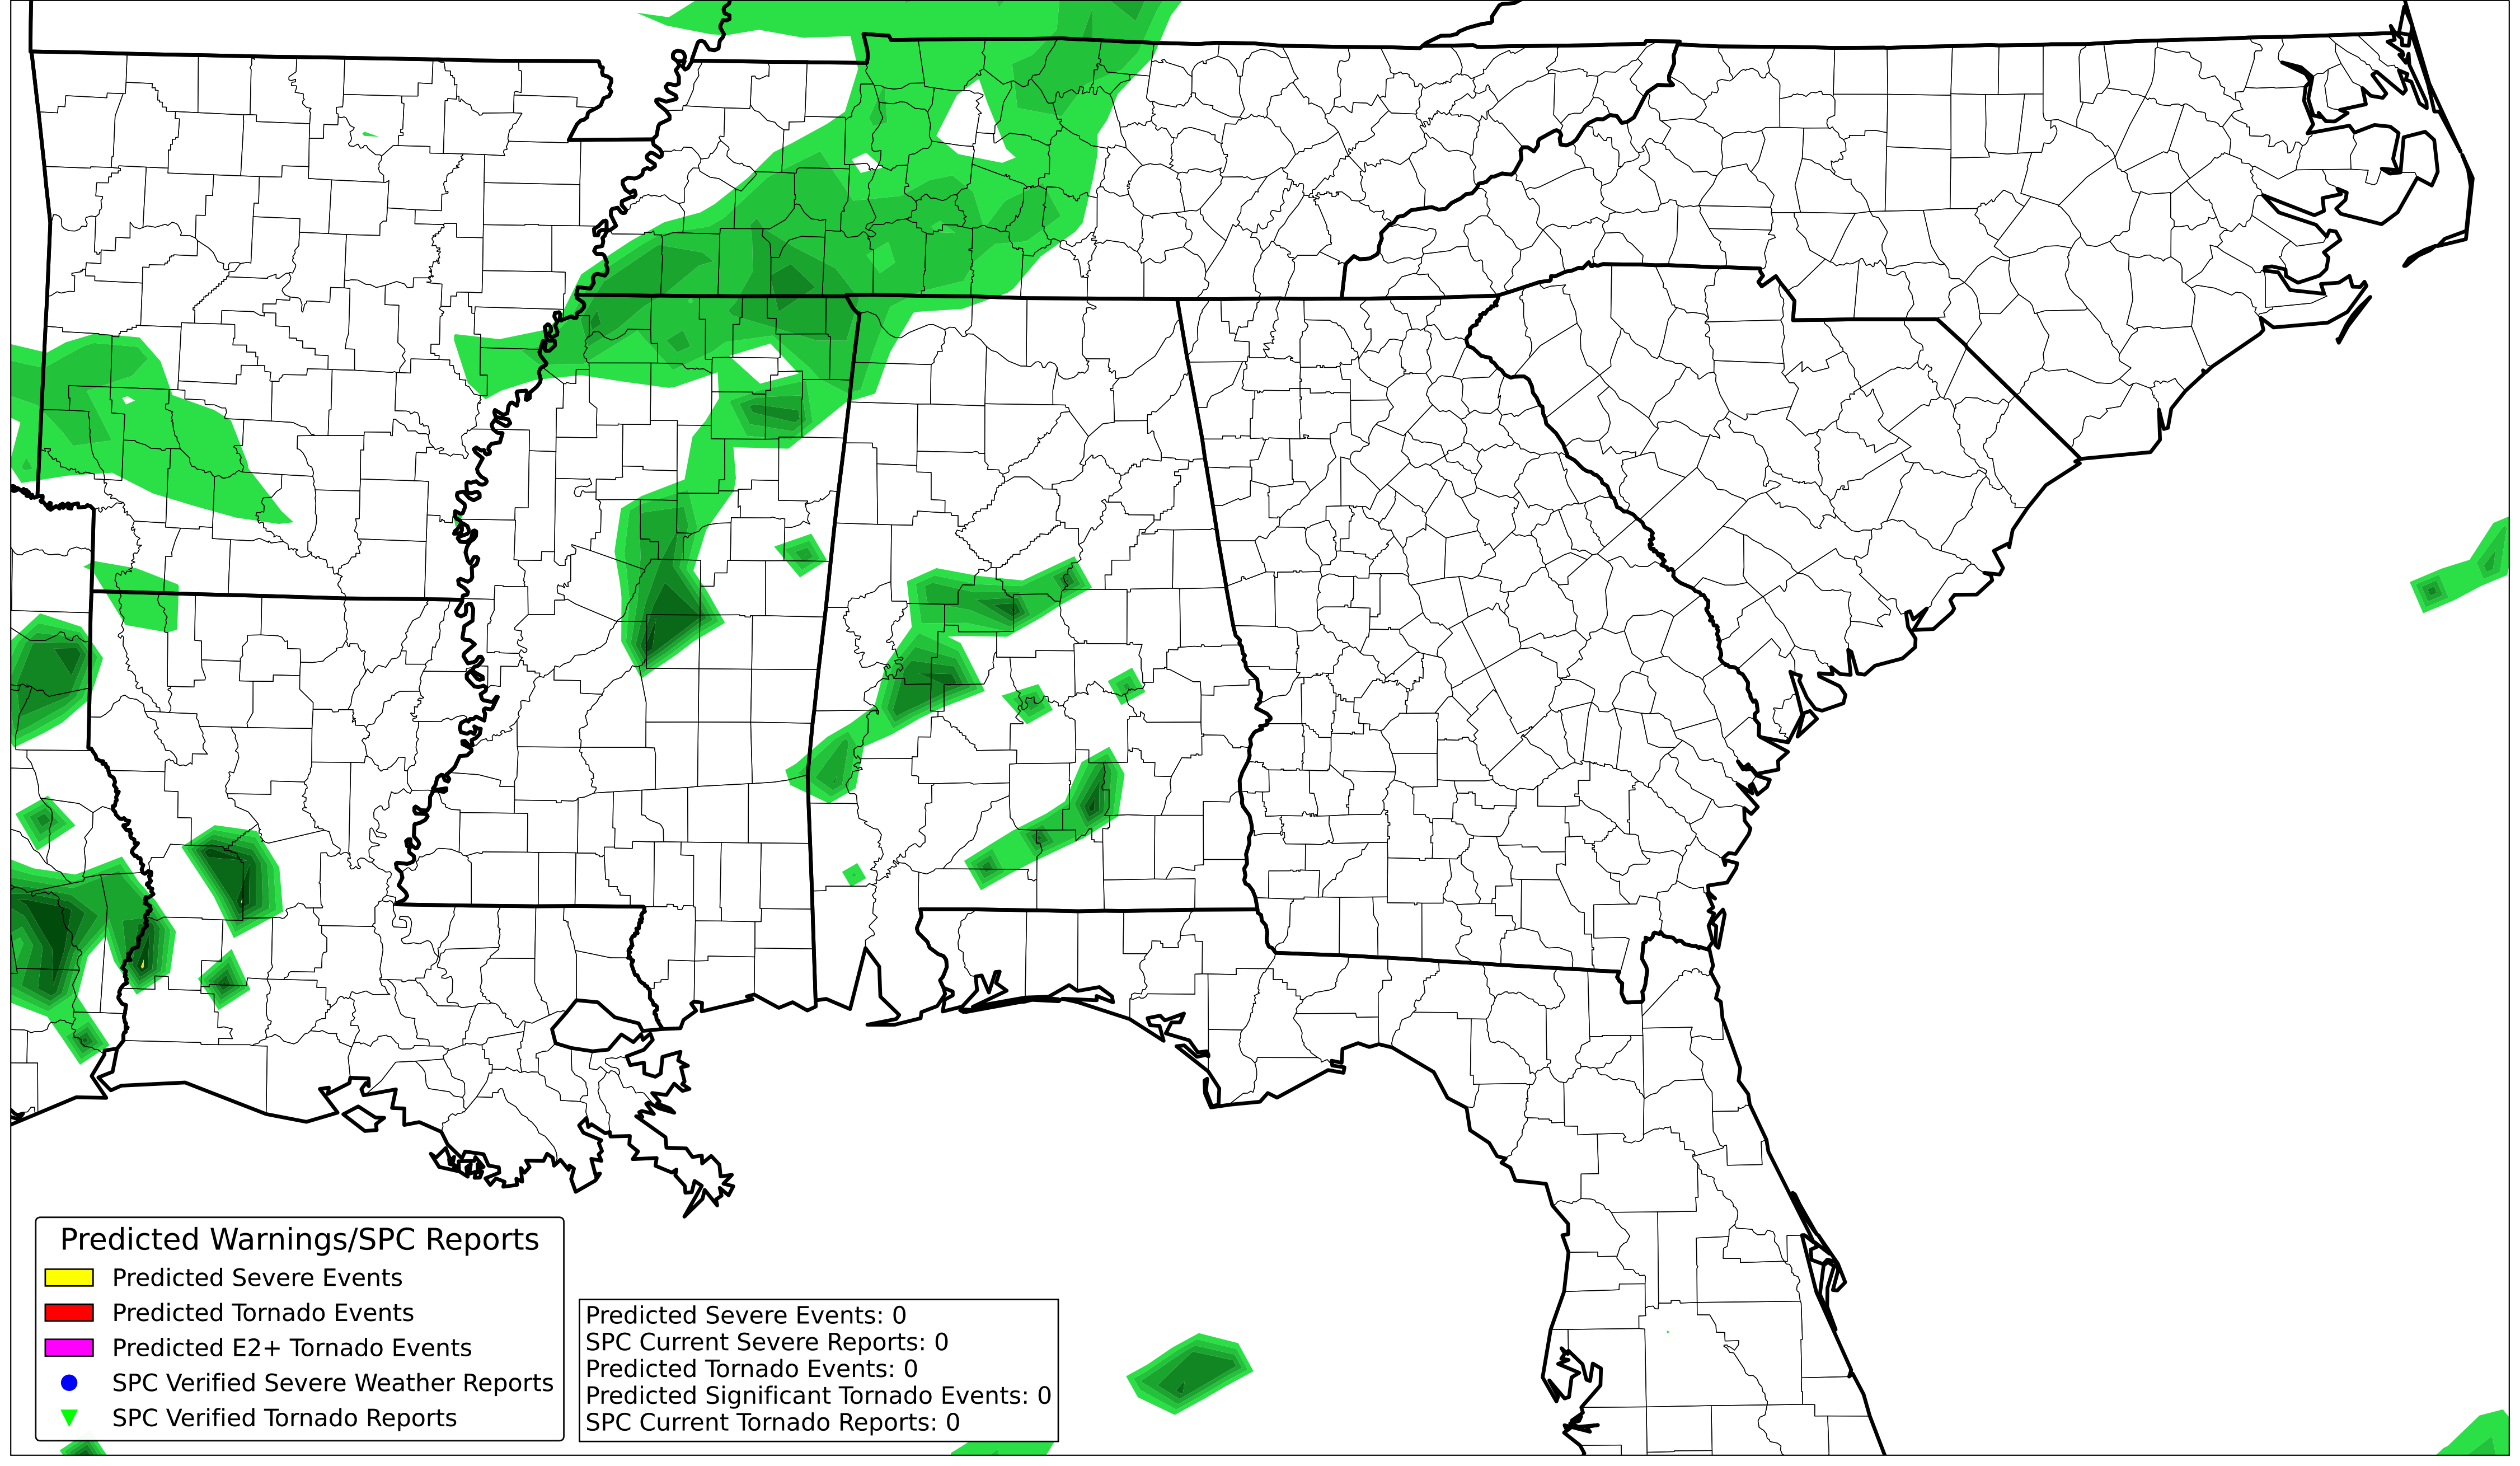 Predicted Warnings/SPC Reports
Predicted Severe Events
Predicted Tornado Events
Predicted E2+ Tornado Events
SPC Verified Severe Weather Reports
SPC Verified Tornado Reports
Predicted Severe Events: 0
SPC Current Severe Reports: 0
Predicted Tornado Events: 0
Predicted Significant Tornado Events: 0
SPC Current Tornado Reports: 0